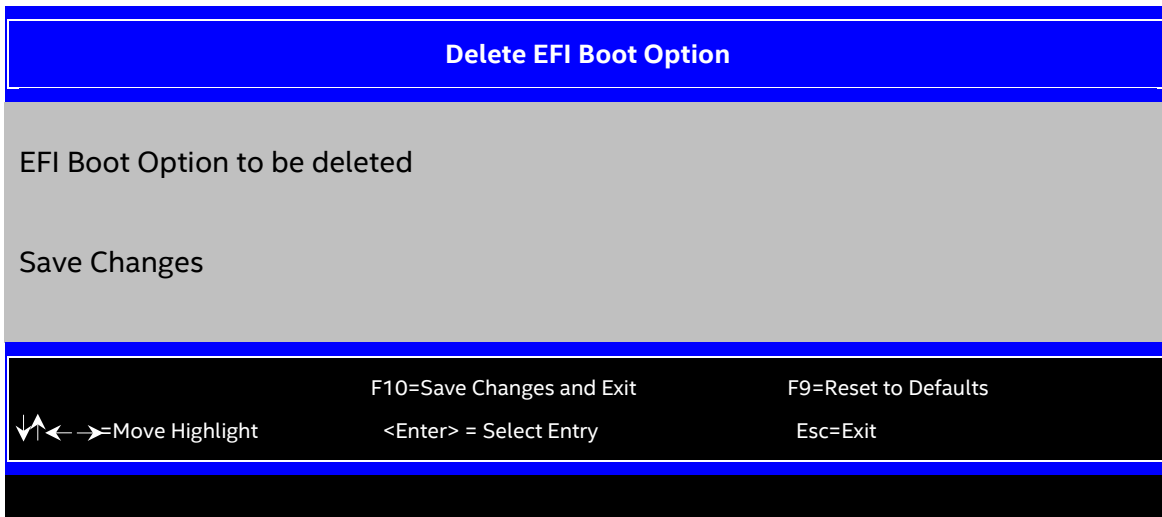 Delete EFI Boot Option
EFI Boot Option to be deleted
Save Changes
F10=Save Changes and Exit F9=Reset to Defaults
↓↑←→=Move Highlight <Enter> = Select Entry Esc=Exit